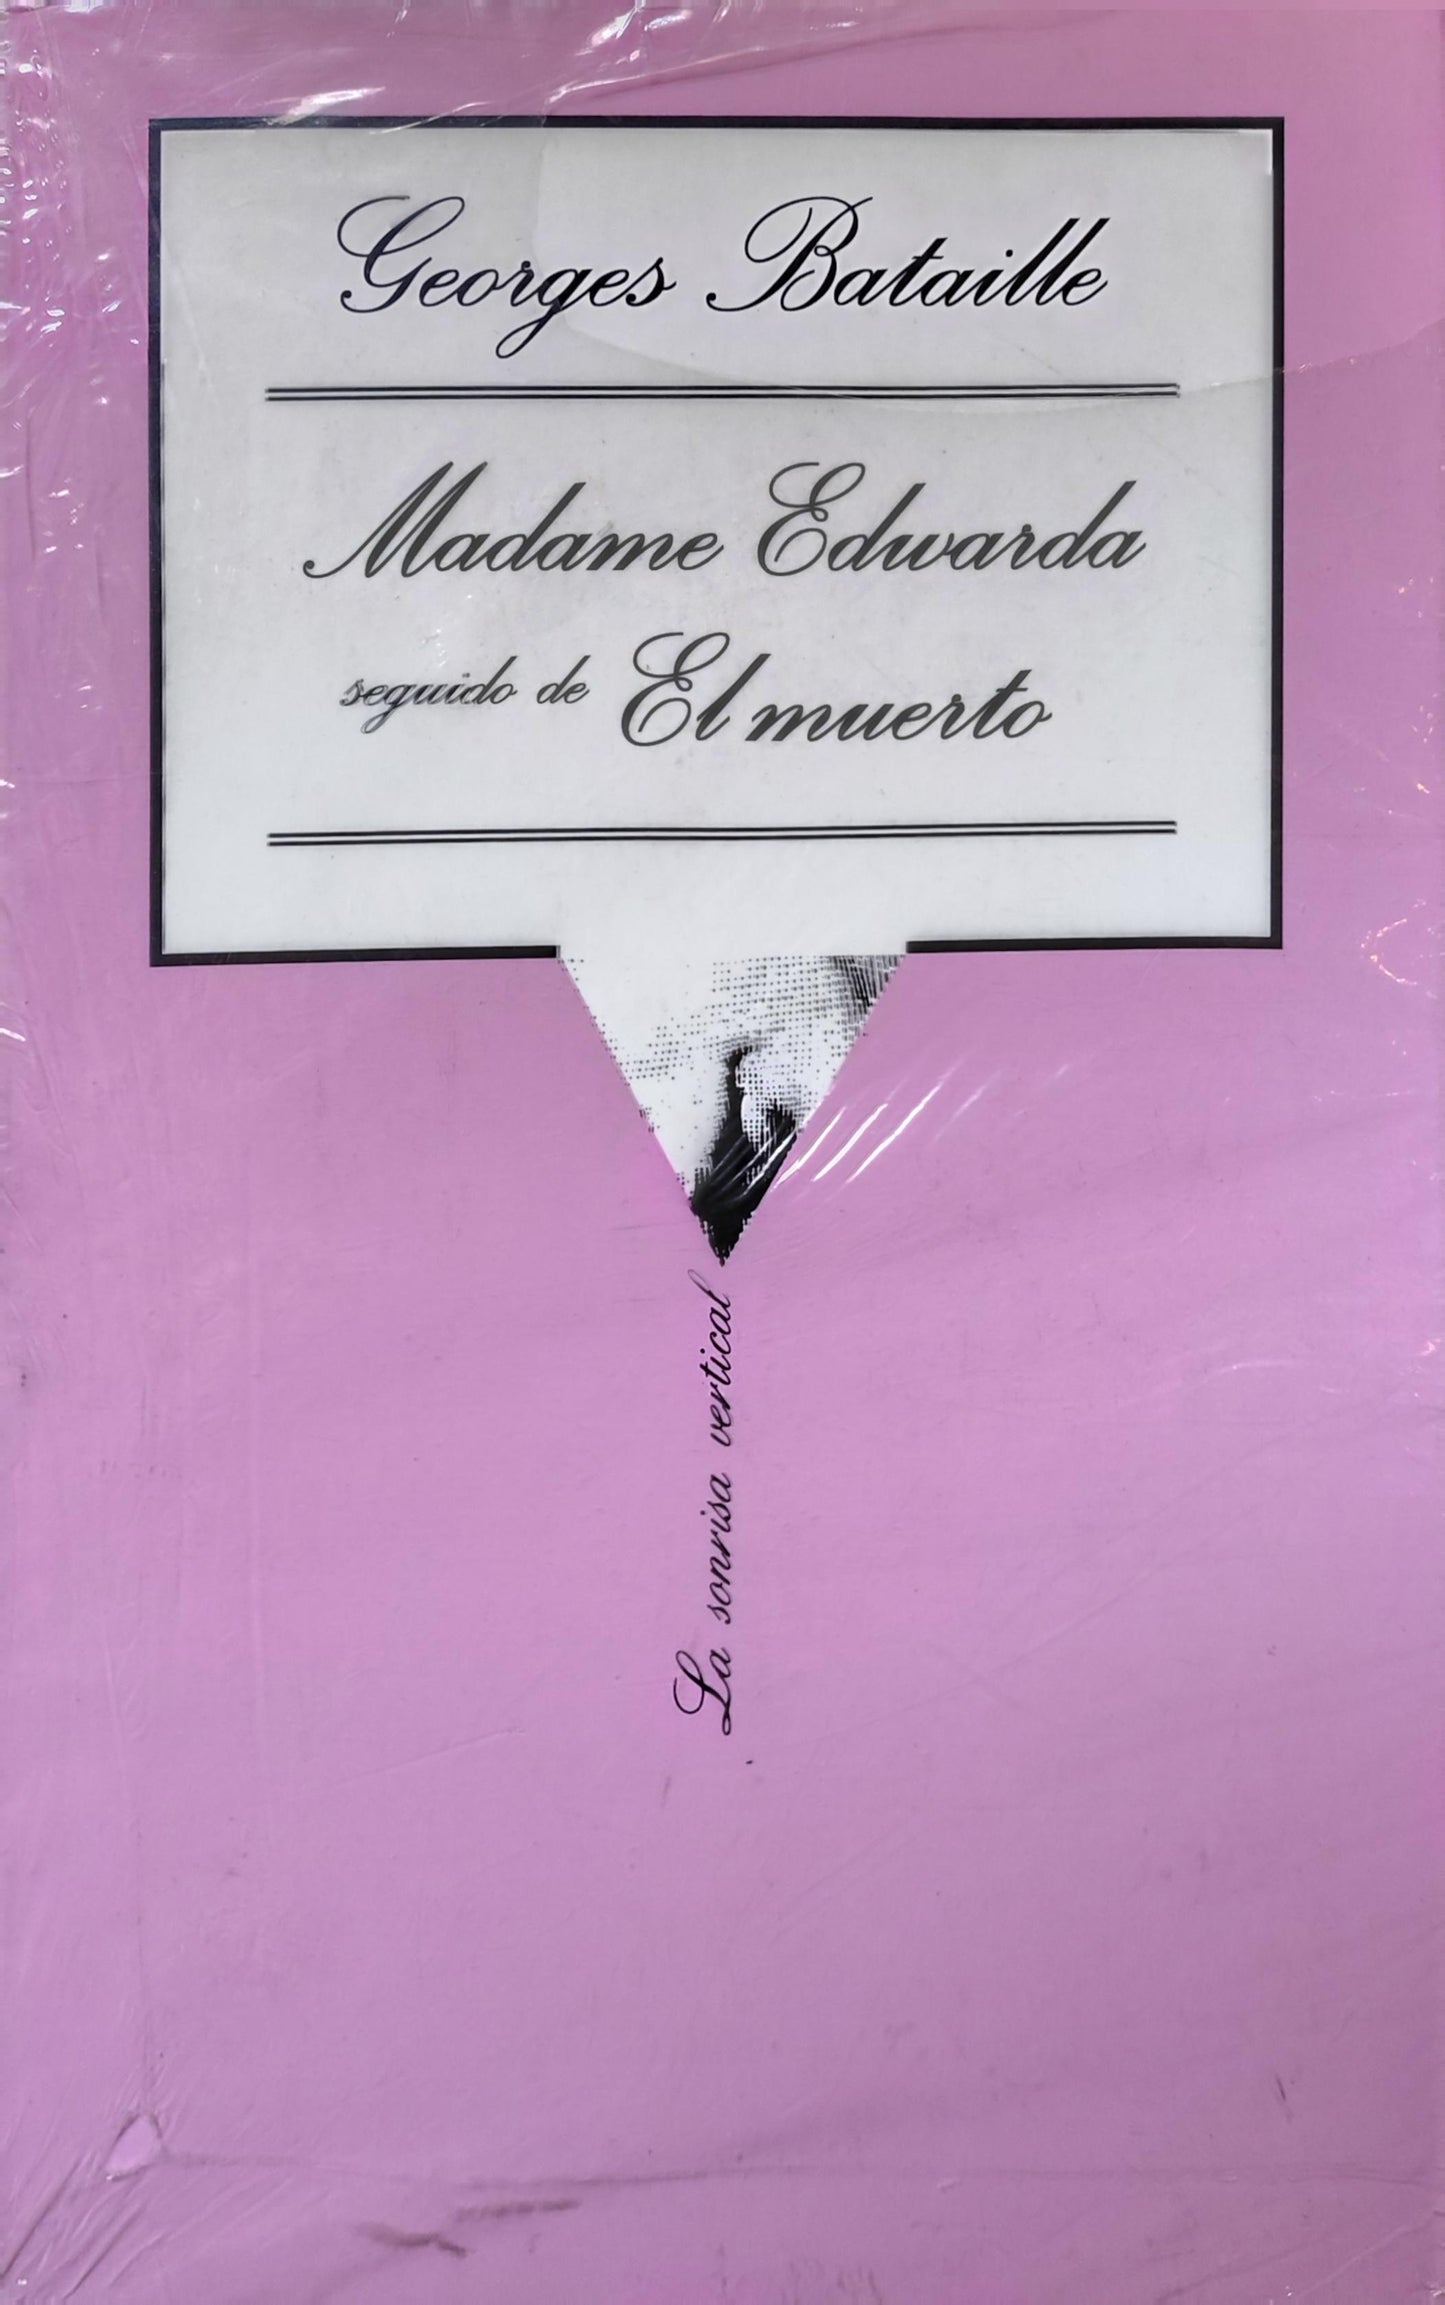 Georges Bataille
Madame Edwarda
seguido de El muerto
La sonrisa vertical